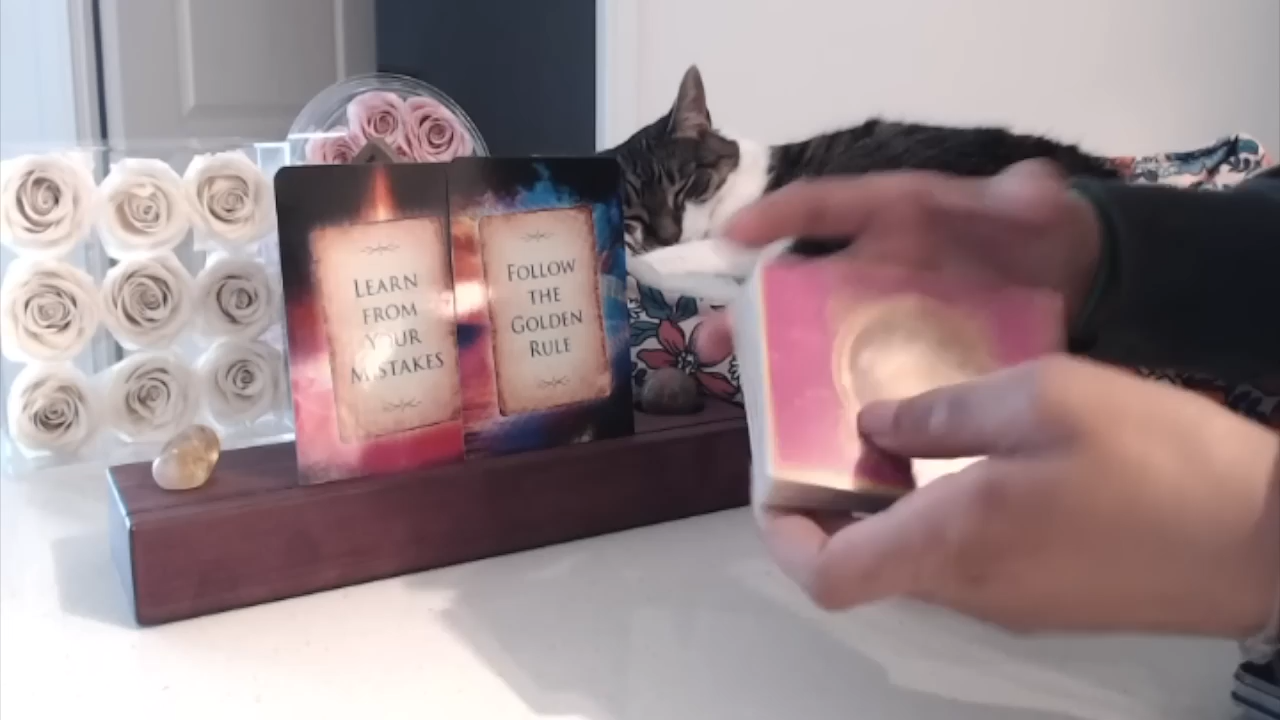 LEARN
FROM
YOUR
MISTAKES
FOLLOW
THE
GOLDEN
RULE